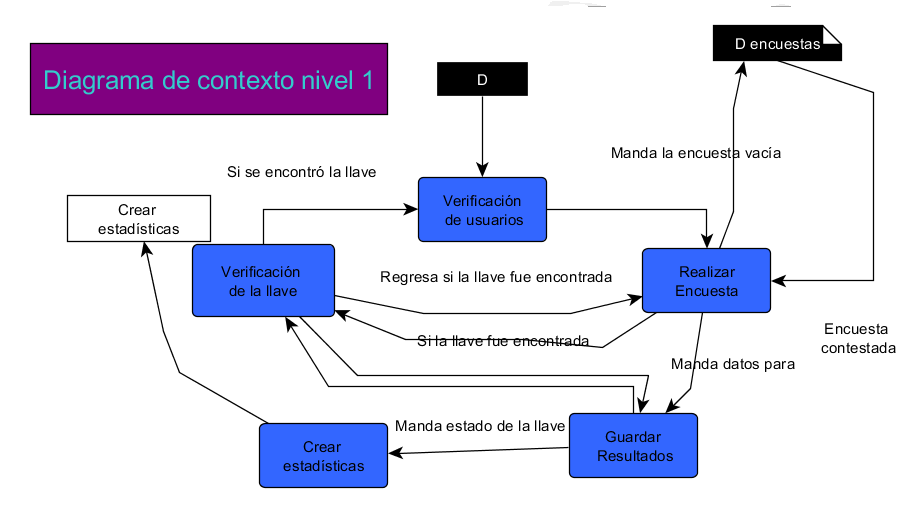 D encuestas
Diagrama de contexto nivel 1
D
Manda la encuesta vacía
Si se encontró la llave
Verificación
de usuarios
Crear
estadísticas
Verificación
de la llave
Regresa si la llave fue encontrada
Realizar
Encuesta
Encuesta
contestada
Si la llave fue encontrada
Manda datos para
Manda estado de la llave
Guardar
Resultados
Crear
estadísticas